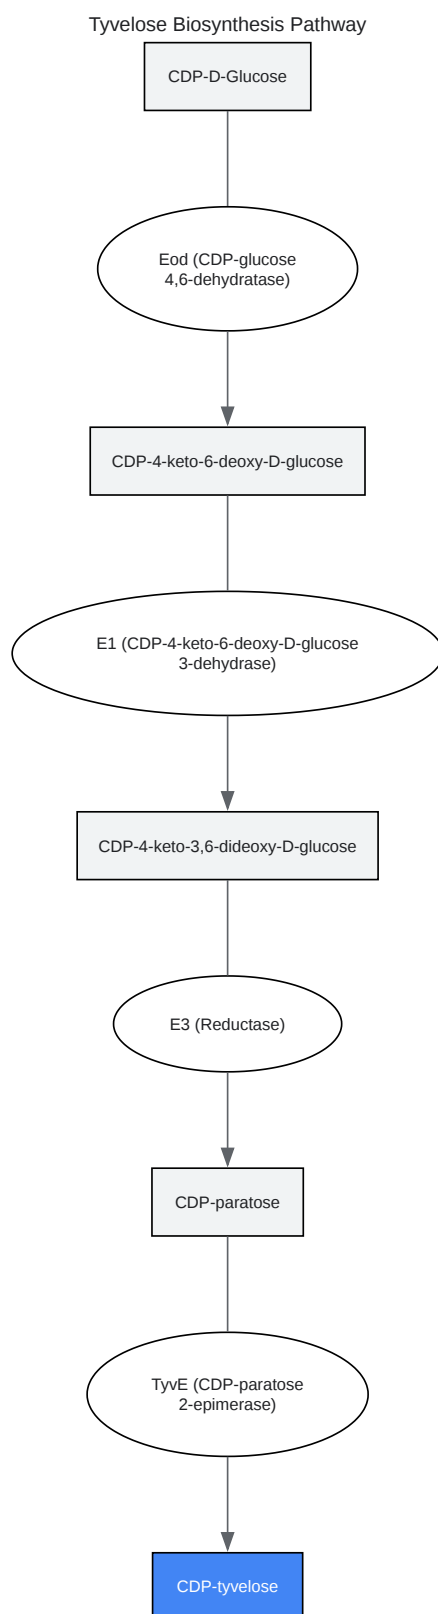 Tyvelose Biosynthesis Pathway
CDP-D-Glucose
Eod (CDP-glucose
4,6-dehydratase)
CDP-4-keto-6-deoxy-D-glucose
E1 (CDP-4-keto-6-deoxy-D-glucose
3-dehydrase)
CDP-4-keto-3,6-dideoxy-D-glucose
E3 (Reductase)
CDP-paratose
TyvE (CDP-paratose
2-epimerase)
CDP-tyvelose